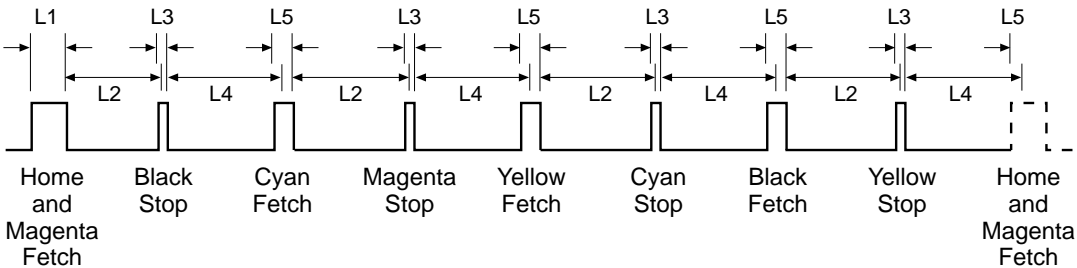 L1 L3 L5 L3 L5 L3 L5 L3 L5
L2 L4 L2 L4 L2 L4 L2 L4
Home and Magenta Fetch
Black Stop
Cyan Fetch
Magenta Stop
Yellow Fetch
Cyan Stop
Black Fetch
Yellow Stop
Home and Magenta Fetch